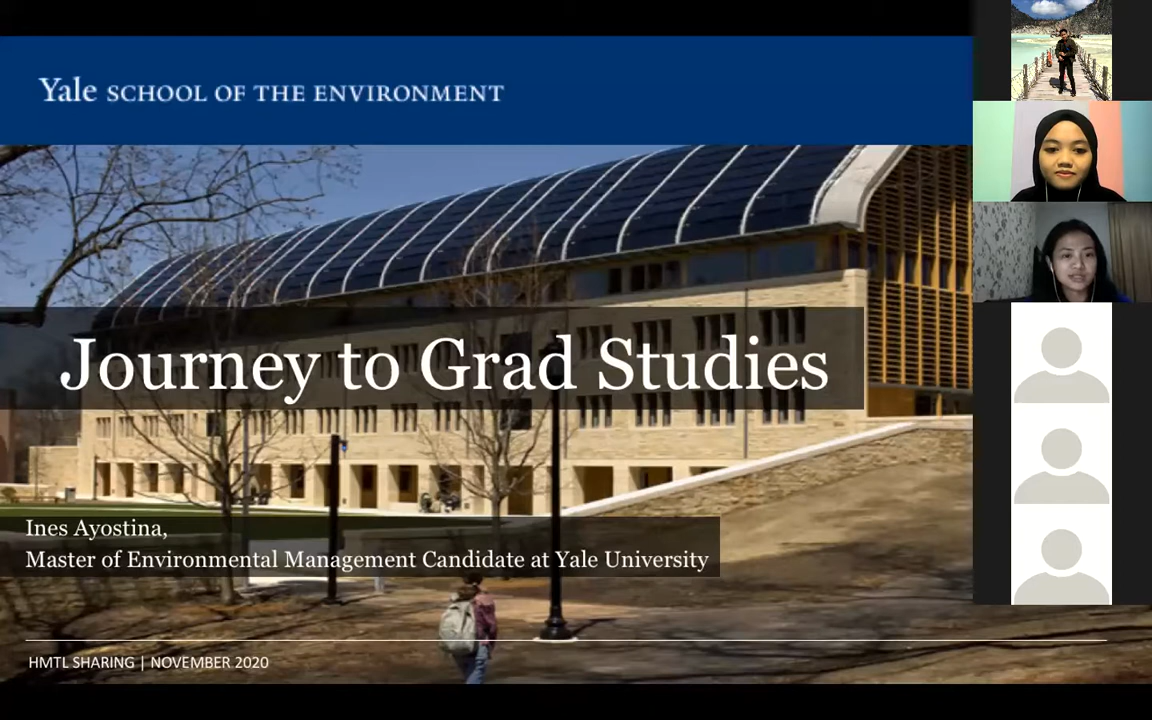 Yale SCHOOL OF THE ENVIRONMENT
Journey to Grad Studies
Ines Ayostina,
Master of Environmental Management Candidate at Yale University
HMTL SHARING | NOVEMBER 2020